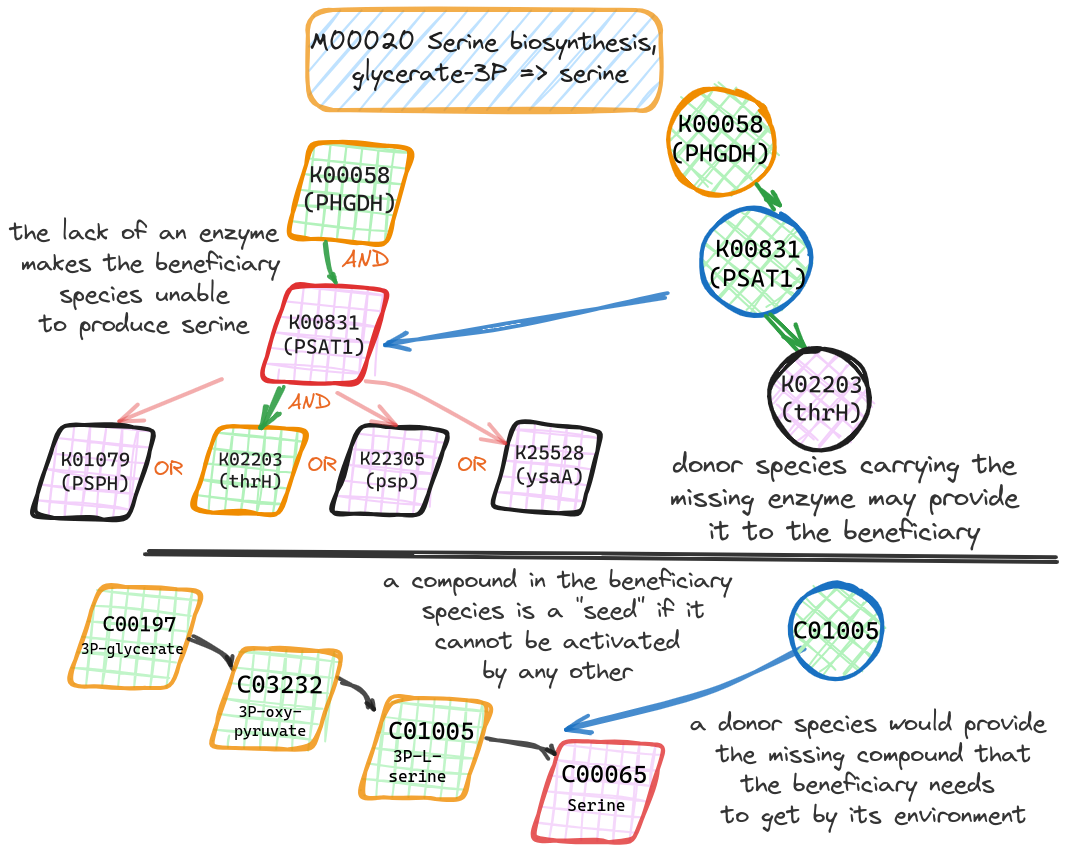 M00020 Serine biosynthesis,
glycerate-3P => serine
K00058
(PHGDH)
K00058
(PHGDH)
the lack of an enzyme
makes the beneficiary
species unable
to produce serine
AND
K00831
(PSAT1)
K00831
(PSAT1)
AND
K02203
(thrH)
K01079
(PSPH)
OR
K02203
(thrH)
OR
K22305
(psp)
OR
K25528
(ysaA)
donor species carrying the
missing enzyme may provide
it to the beneficiary
a compound in the beneficiary
species is a "seed" if it
cannot be activated
by any other
C00197
3P-glycerate
C03232
3P-oxy-
pyruvate
C01005
3P-L-
serine
C00065
Serine
C01005
a donor species would provide
the missing compound that
the beneficiary needs
to get by its environment